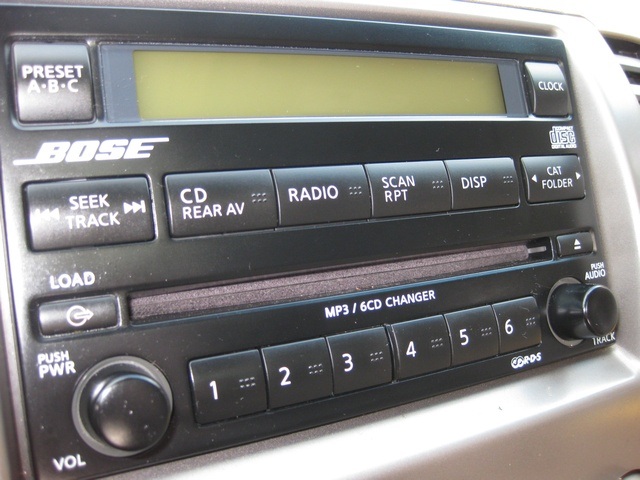 PRESET
A·B·C
CLOCK
BOSE
disc
SEEK
TRACK
CD
REAR AV
RADIO
SCAN
RPT
DISP
CAT
FOLDER
LOAD
MP3 / 6CD CHANGER
PUSH
AUDIO
TRACK
PUSH
PWR
VOL
1
2
3
4
5
6
R·D·S